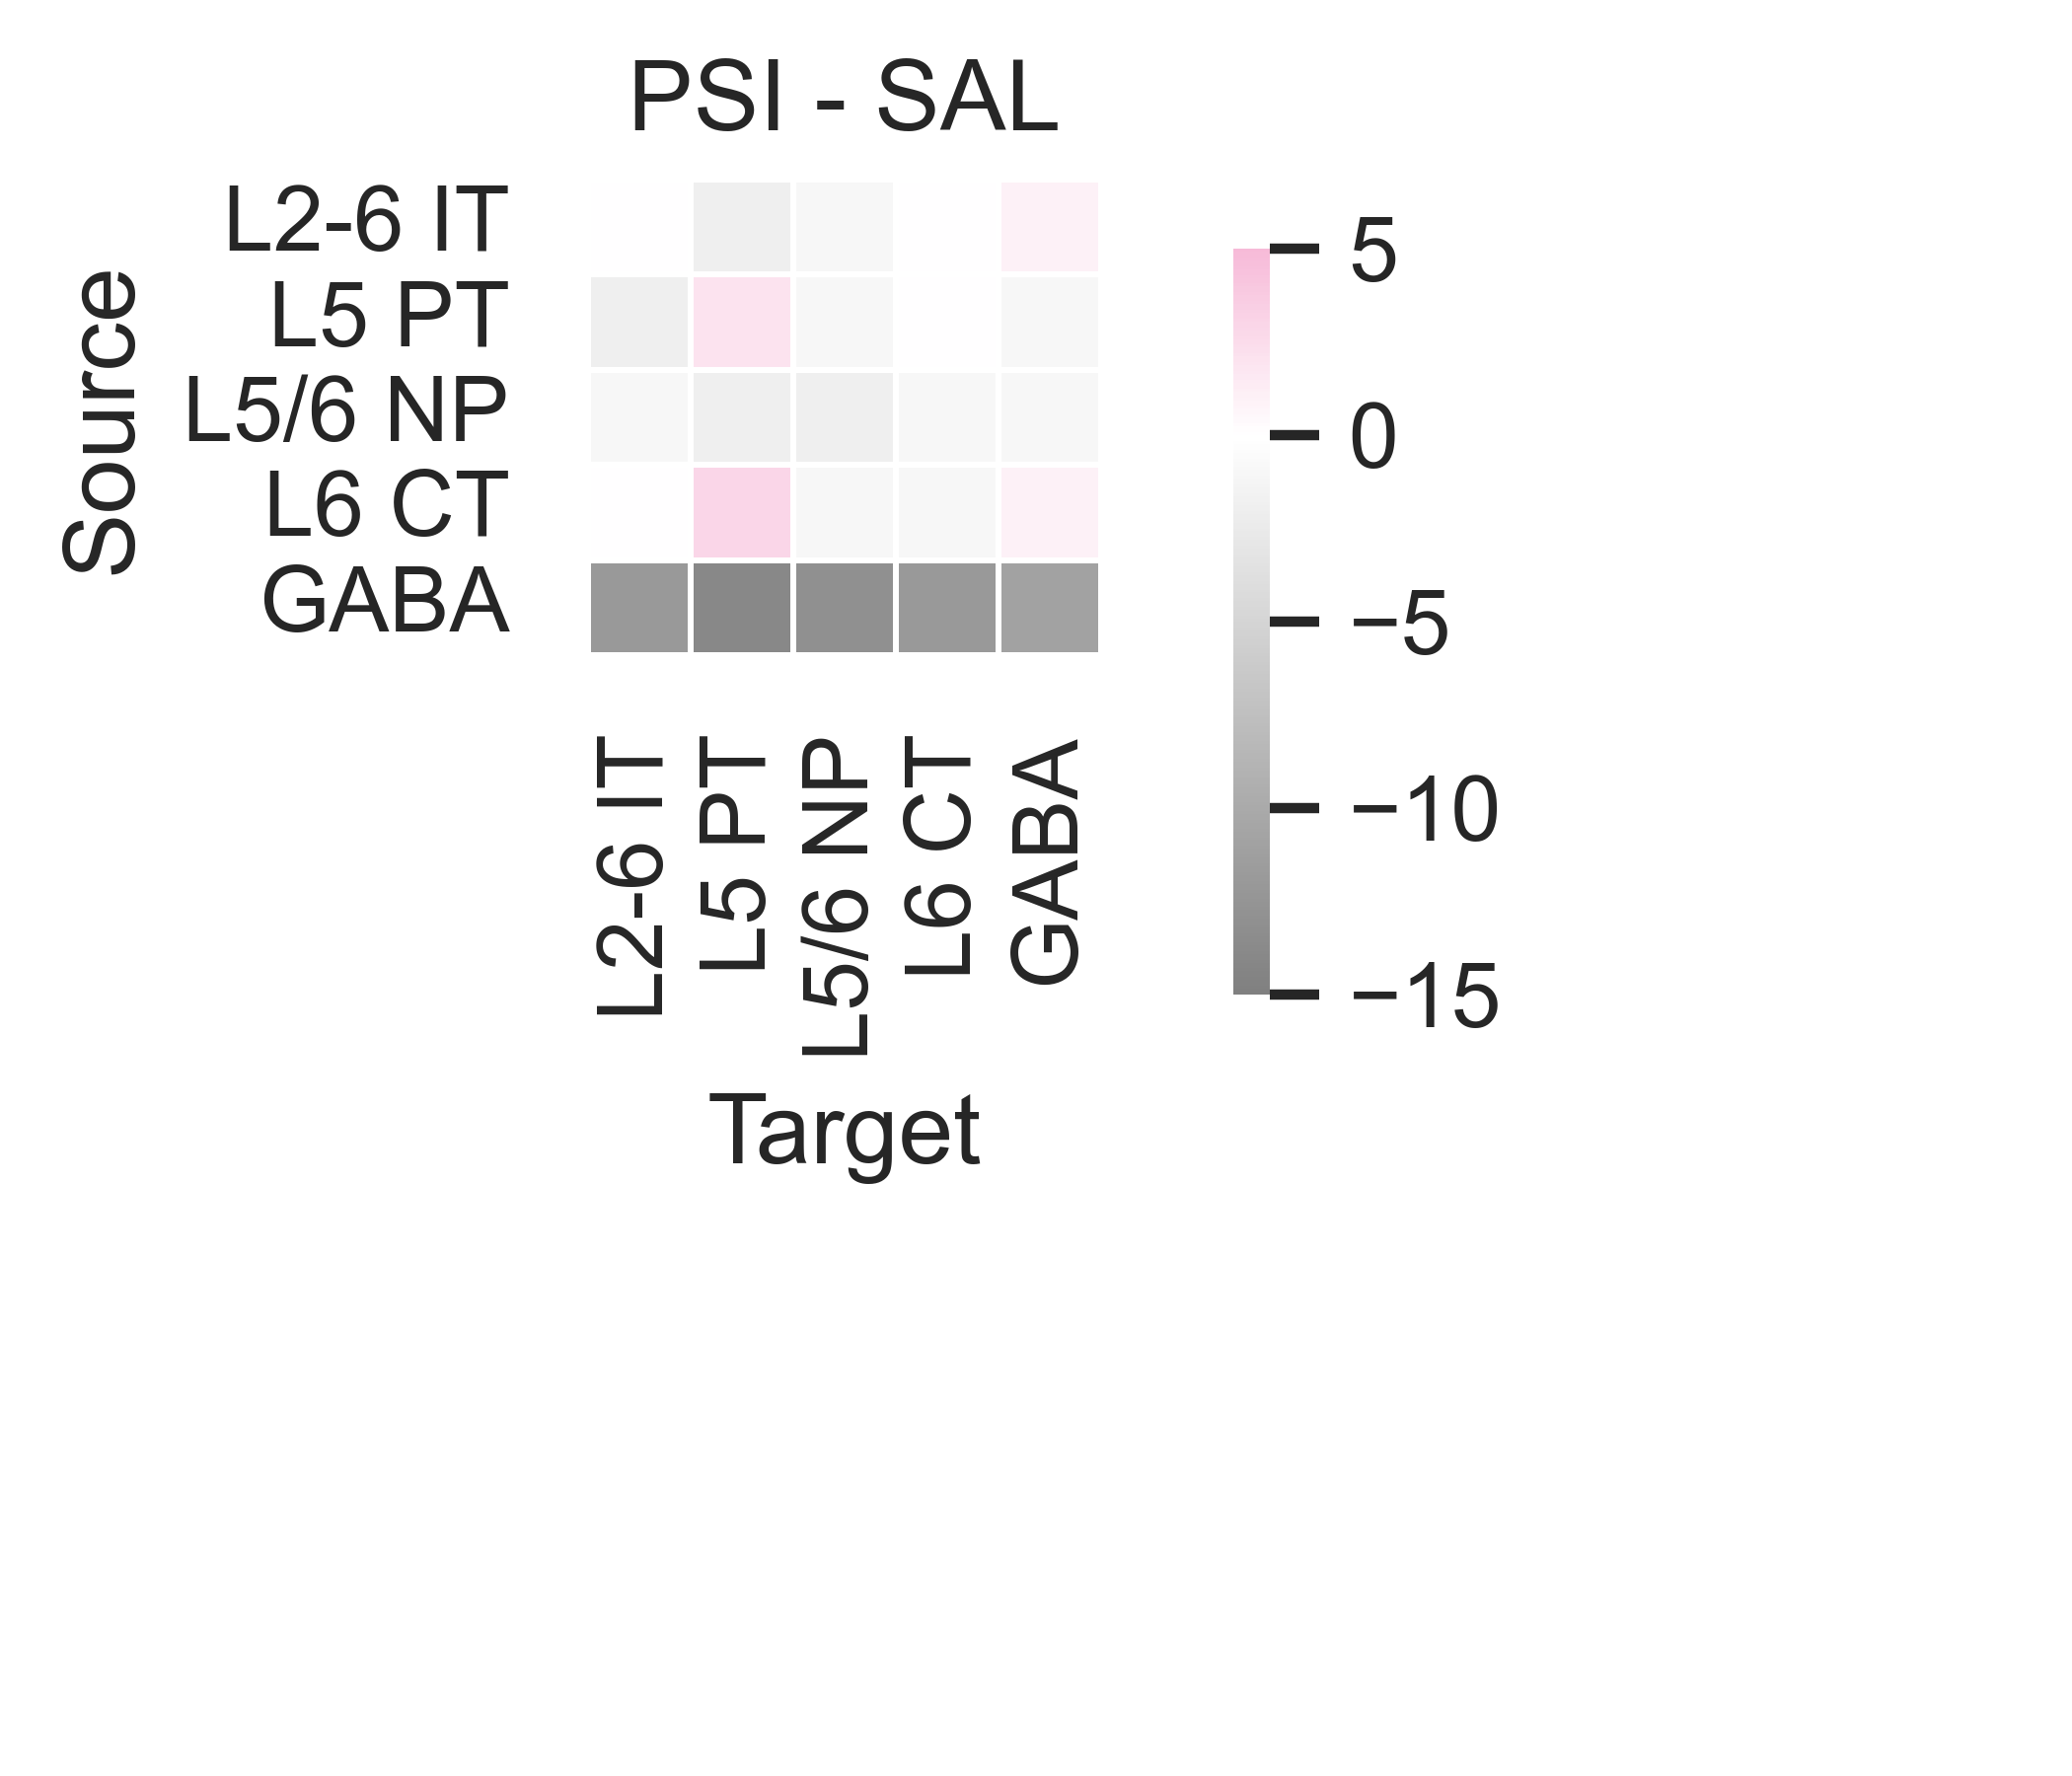 PSI - SAL
Source
L2-6 IT
L5 PT
L5/6 NP
L6 CT
GABA
L2-6 IT
L5 PT
L5/6 NP
L6 CT
GABA
Target
5
0
−5
−10
−15